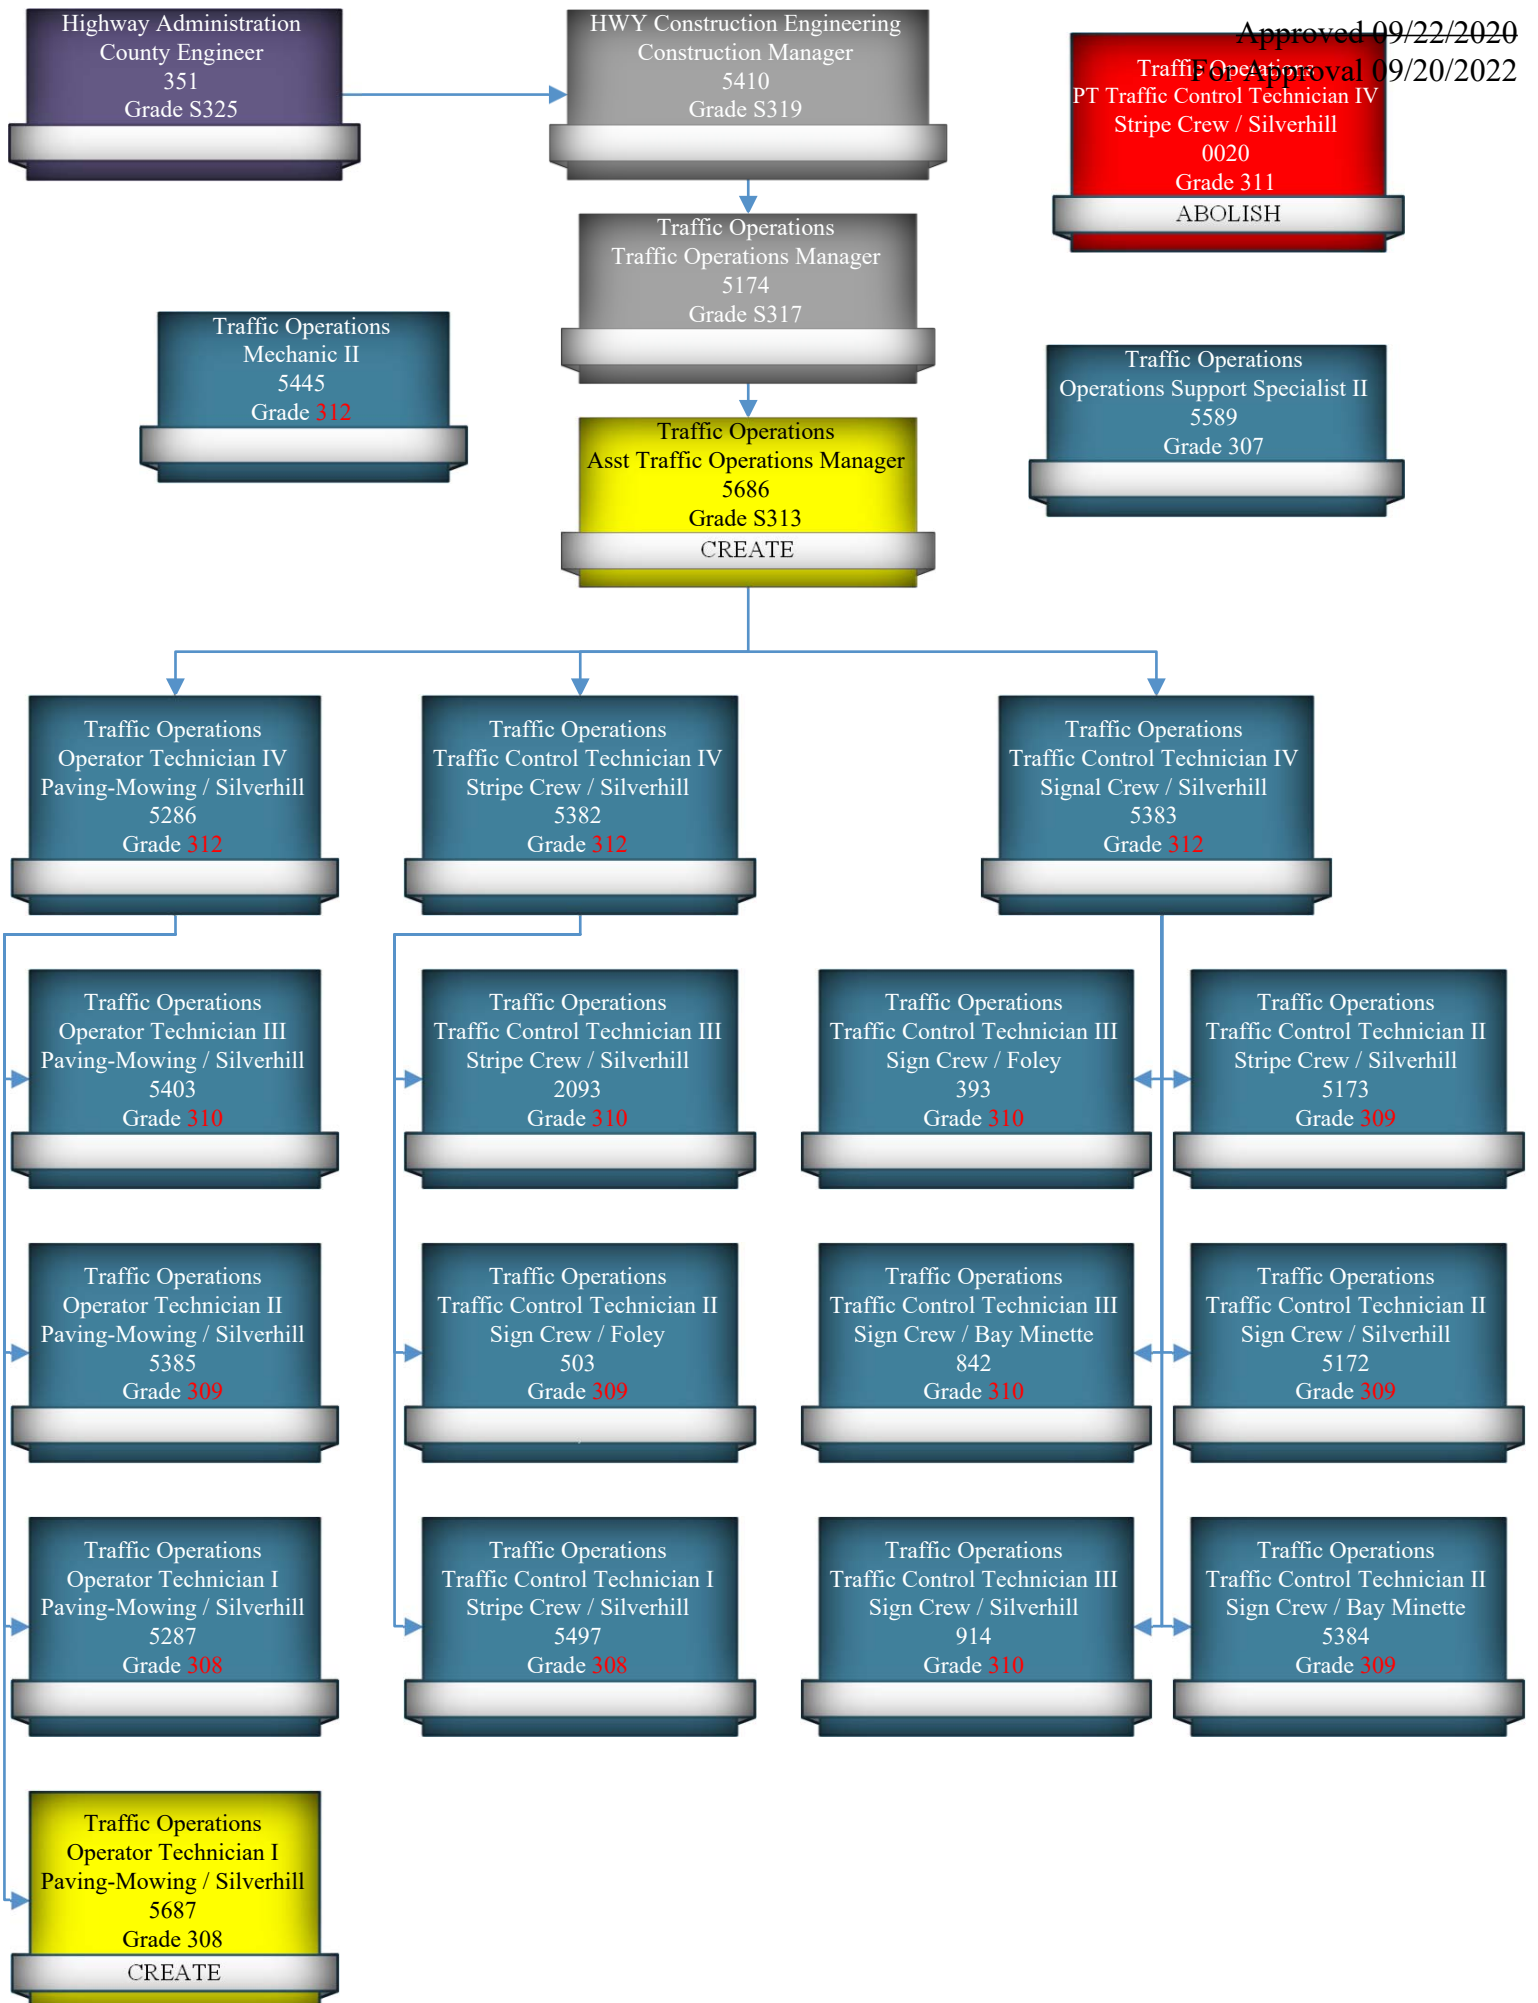 Approved 09/22/2020
For Approval 09/20/2022
Highway Administration
County Engineer
351
Grade S325
HWY Construction Engineering
Construction Manager
5410
Grade S319
Traffic Operations
PT Traffic Control Technician IV
Stripe Crew / Silverhill
0020
Grade 311
ABOLISH
Traffic Operations
Traffic Operations Manager
5174
Grade S317
Traffic Operations
Mechanic II
5445
Grade 312
Traffic Operations
Operations Support Specialist II
5589
Grade 307
Traffic Operations
Asst Traffic Operations Manager
5686
Grade S313
CREATE
Traffic Operations
Operator Technician IV
Paving-Mowing / Silverhill
5286
Grade 312
Traffic Operations
Traffic Control Technician IV
Stripe Crew / Silverhill
5382
Grade 312
Traffic Operations
Traffic Control Technician IV
Signal Crew / Silverhill
5383
Grade 312
Traffic Operations
Operator Technician III
Paving-Mowing / Silverhill
5403
Grade 310
Traffic Operations
Traffic Control Technician III
Stripe Crew / Silverhill
2093
Grade 310
Traffic Operations
Traffic Control Technician III
Sign Crew / Foley
393
Grade 310
Traffic Operations
Traffic Control Technician II
Stripe Crew / Silverhill
5173
Grade 309
Traffic Operations
Operator Technician II
Paving-Mowing / Silverhill
5385
Grade 309
Traffic Operations
Traffic Control Technician II
Sign Crew / Foley
503
Grade 309
Traffic Operations
Traffic Control Technician III
Sign Crew / Bay Minette
842
Grade 310
Traffic Operations
Traffic Control Technician II
Sign Crew / Silverhill
5172
Grade 309
Traffic Operations
Operator Technician I
Paving-Mowing / Silverhill
5287
Grade 308
Traffic Operations
Traffic Control Technician I
Stripe Crew / Silverhill
5497
Grade 308
Traffic Operations
Traffic Control Technician III
Sign Crew / Silverhill
914
Grade 310
Traffic Operations
Traffic Control Technician II
Sign Crew / Bay Minette
5384
Grade 309
Traffic Operations
Operator Technician I
Paving-Mowing / Silverhill
5687
Grade 308
CREATE